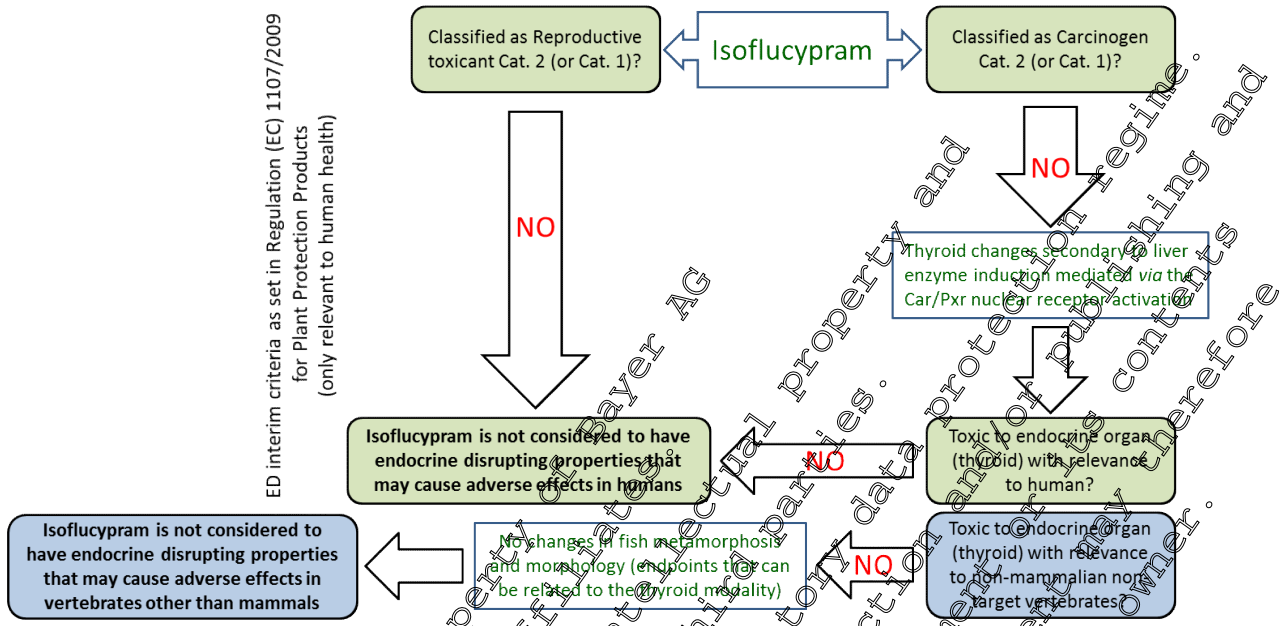 ED interim criteria as set in Regulation (EC) 1107/2009
for Plant Protection Products
(only relevant to human health)
Classified as Reproductive
toxicant Cat. 2 (or Cat. 1)?
Isoflucypram
Classified as Carcinogen
Cat. 2 (or Cat. 1)?
NO
NO
Thyroid changes secondary to liver
enzyme induction mediated via the
Car/Pxr nuclear receptor activation
Isoflucypram is not considered to have
endocrine disrupting properties that
may cause adverse effects in humans
NO
Toxic to endocrine organ
(thyroid) with relevance
to human?
Isoflucypram is not considered to
have endocrine disrupting properties
that may cause adverse effects in
vertebrates other than mammals
No changes in fish metamorphosis
and morphology (endpoints that can
be related to the thyroid modality)
NO
Toxic to endocrine organ
(thyroid) with relevance
to non-mammalian non-
target vertebrates?
of Bayer AG
property and
parties.
data protection regime.
and/or publishing and
or its contents
may therefore
owner.